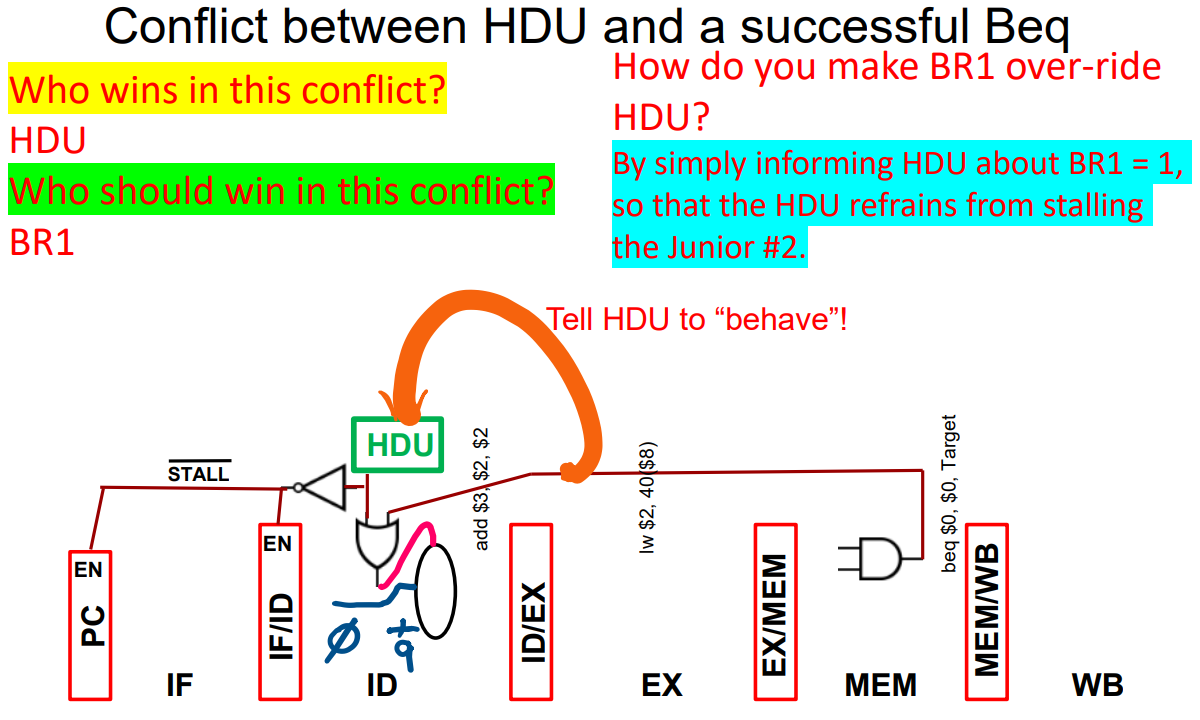 Conflict between HDU and a successful Beq
Who wins in this conflict?
HDU
Who should win in this conflict?
BR1
How do you make BR1 over-ride
HDU?
By simply informing HDU about BR1 = 1,
so that the HDU refrains from stalling
the Junior #2.
Tell HDU to “behave”!
HDU
STALL
add $3, $2, $2
lw $2, 40($8)
beq $0, $0, Target
EN
PC
EN
IF/ID
ID/EX
EX/MEM
MEM/WB
IF
ID
EX
MEM
WB